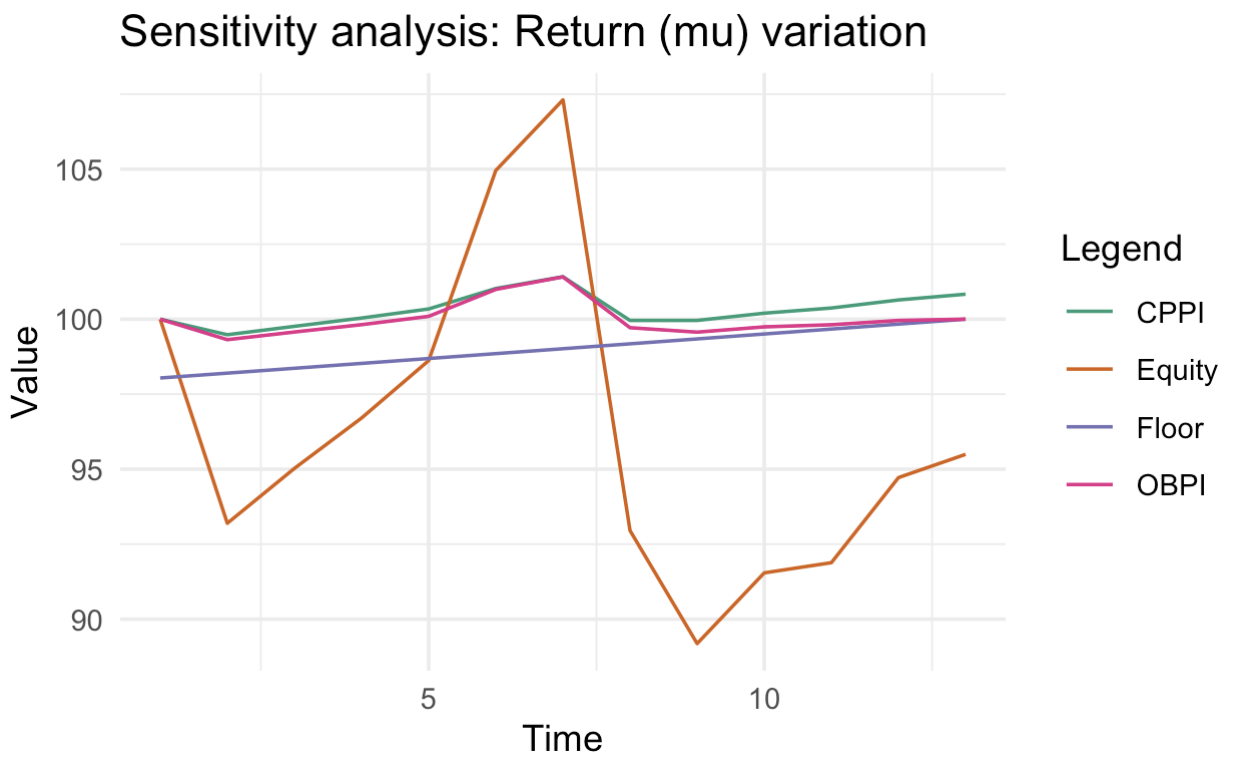 Sensitivity analysis: Return (mu) variation
Value
105
100
95
90
5
10
Time
Legend
CPPI
Equity
Floor
OBPI